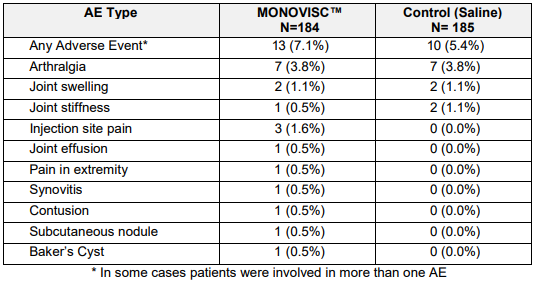 AE Type MONOVISC™ N=184 Control (Saline) N= 185
Any Adverse Event* 13 (7.1%) 10 (5.4%)
Arthralgia 7 (3.8%) 7 (3.8%)
Joint swelling 2 (1.1%) 2 (1.1%)
Joint stiffness 1 (0.5%) 2 (1.1%)
Injection site pain 3 (1.6%) 0 (0.0%)
Joint effusion 1 (0.5%) 0 (0.0%)
Pain in extremity 1 (0.5%) 0 (0.0%)
Synovitis 1 (0.5%) 0 (0.0%)
Contusion 1 (0.5%) 0 (0.0%)
Subcutaneous nodule 1 (0.5%) 0 (0.0%)
Baker's Cyst 1 (0.5%) 0 (0.0%)
* In some cases patients were involved in more than one AE